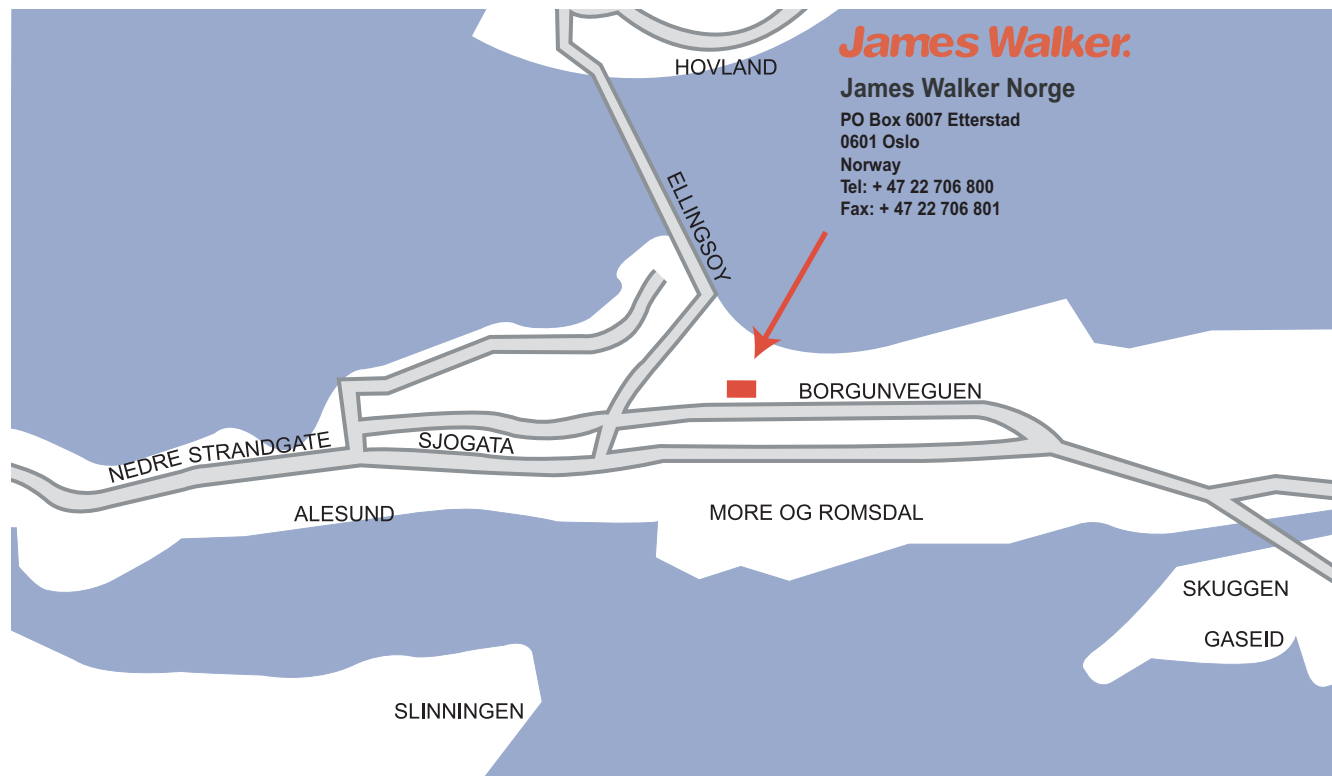 James Walker.
James Walker Norge
PO Box 6007 Etterstad
0601 Oslo
Norway
Tel: + 47 22 706 800
Fax: + 47 22 706 801
HOVLAND
ELLINGSOY
BORGUNVEGUEN
NEDRE STRANDGATE
SJOGATA
ALESUND
MORE OG ROMSDAL
SKUGGEN
GASEID
SLINNINGEN